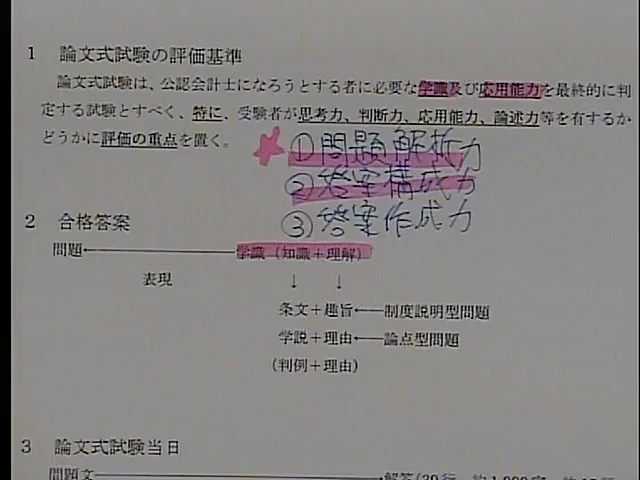 1 論文式試験の評価基準
論文式試験は、公認会計士になろうとする者に必要な学識及び応用能力を最終的に判
定する試験とすべく、特に、受験者が思考力、判断力、応用能力、論述力等を有するか
どうかに評価の重点を置く。
①問題解析力
②答案構成力
③答案作成力
2 合格答案
問題←学識(知識+理解)
表現
↓ ↓
条文+趣旨←制度説明型問題
学説+理由←論点型問題
(判例+理由)
3 論文式試験当日
問題文